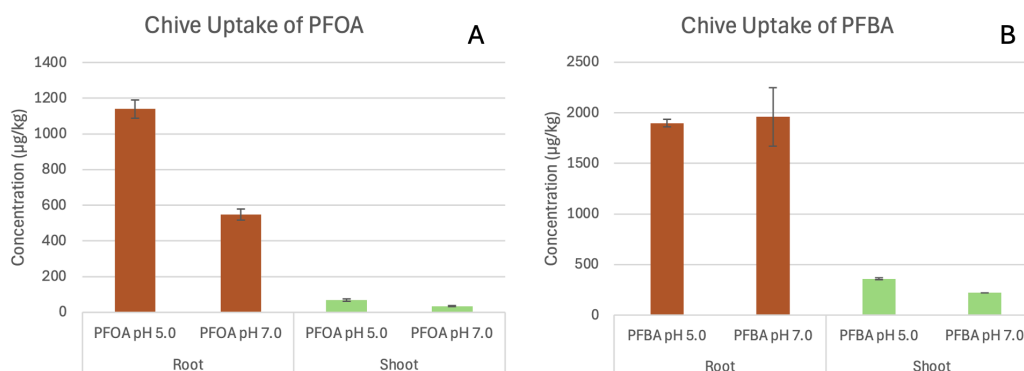 Chive Uptake of PFOA
A
Concentration (µg/kg)
1400
1200
1000
800
600
400
200
0
PFOA pH 5.0
PFOA pH 7.0
PFOA pH 5.0
PFOA pH 7.0
Root
Shoot
Chive Uptake of PFBA
B
Concentration (µg/kg)
2500
2000
1500
1000
500
0
PFBA pH 5.0
PFBA pH 7.0
PFBA pH 5.0
PFBA pH 7.0
Root
Shoot